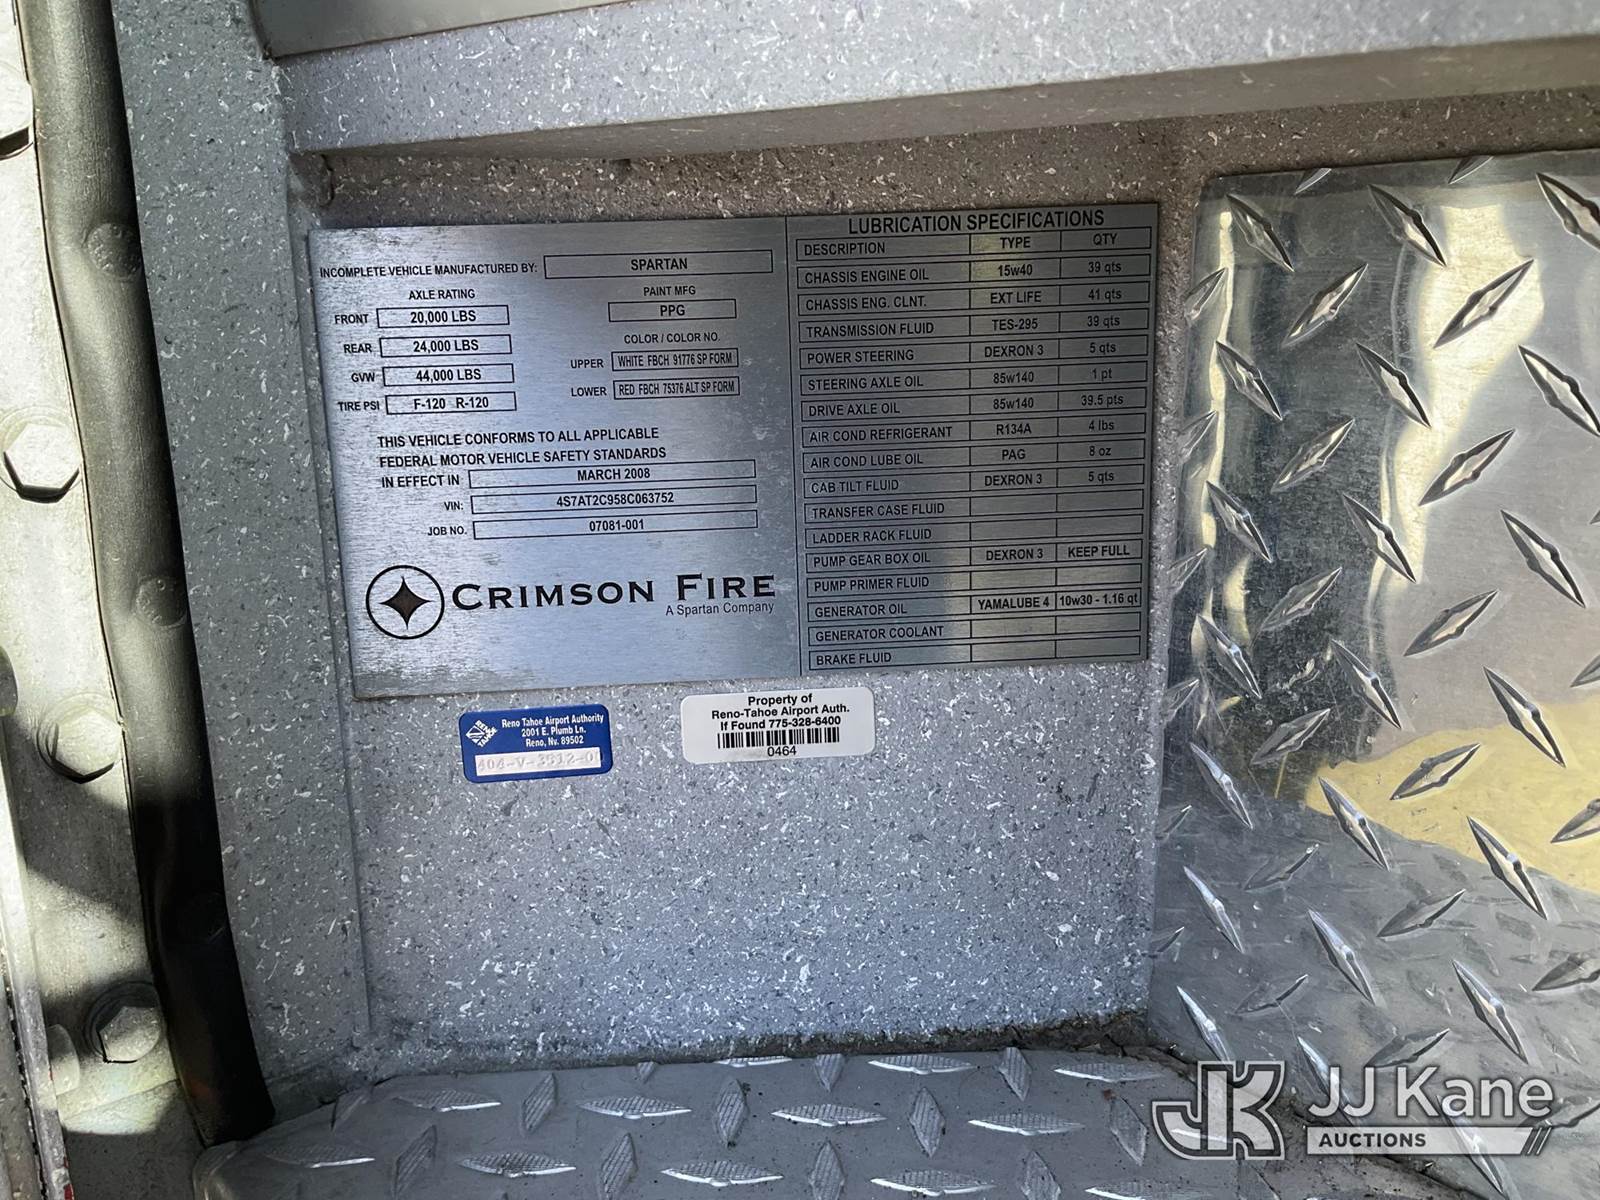 INCOMPLETE VEHICLE MANUFACTURED BY: SPARTAN
AXLE RATING
FRONT 20,000 LBS
REAR 24,000 LBS
GVW 44,000 LBS
TIRE PSI F-120 R-120
PAINT MFG
PPG
COLOR / COLOR NO.
UPPER WHITE FBCH 91776 SP FORM
LOWER RED FBCH 75376 ALT SP FORM
THIS VEHICLE CONFORMS TO ALL APPLICABLE
FEDERAL MOTOR VEHICLE SAFETY STANDARDS
IN EFFECT IN MARCH 2008
VIN: 4S7AT2C958C063752
JOB NO. 07081-001
CRIMSON FIRE
A Spartan Company
LUBRICATION SPECIFICATIONS
DESCRIPTION TYPE QTY
CHASSIS ENGINE OIL 15w40 39 qts
CHASSIS ENG. CLNT. EXT LIFE 41 qts
TRANSMISSION FLUID TES-295 39 qts
POWER STEERING DEXRON 3 5 qts
STEERING AXLE OIL 85w140 1 pt
DRIVE AXLE OIL 85w140 39.5 pts
AIR COND REFRIGERANT R134A 4 lbs
AIR COND LUBE OIL PAG 8 oz
CAB TILT FLUID DEXRON 3 5 qts
TRANSFER CASE FLUID
LADDER RACK FLUID
PUMP GEAR BOX OIL DEXRON 3 KEEP FULL
PUMP PRIMER FLUID
GENERATOR OIL YAMALUBE 4 10w30 - 1.16 qt
GENERATOR COOLANT
BRAKE FLUID
RENO
TAHOE
Reno Tahoe Airport Authority
2001 E. Plumb Ln.
Reno, Nv. 89502
Property of
Reno-Tahoe Airport Auth.
If Found 775-328-6400
0464
JK JJ Kane
AUCTIONS